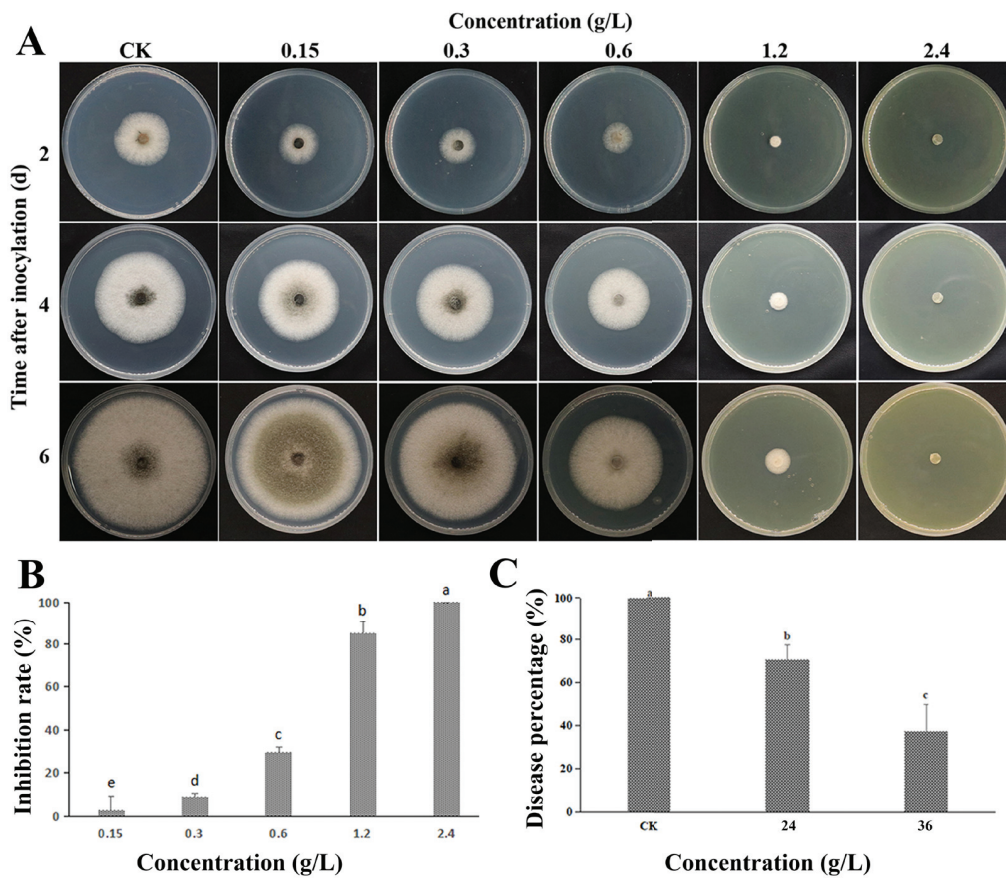 Concentration (g/L)
A
CK 0.15 0.3 0.6 1.2 2.4
Time after inocylation (d)
2
4
6
B
Inhibition rate (%)
100
80
60
40
20
0
e d c b a
0.15 0.3 0.6 1.2 2.4
Concentration (g/L)
C
Disease percentage (%)
100
80
60
40
20
0
a b c
CK 24 36
Concentration (g/L)